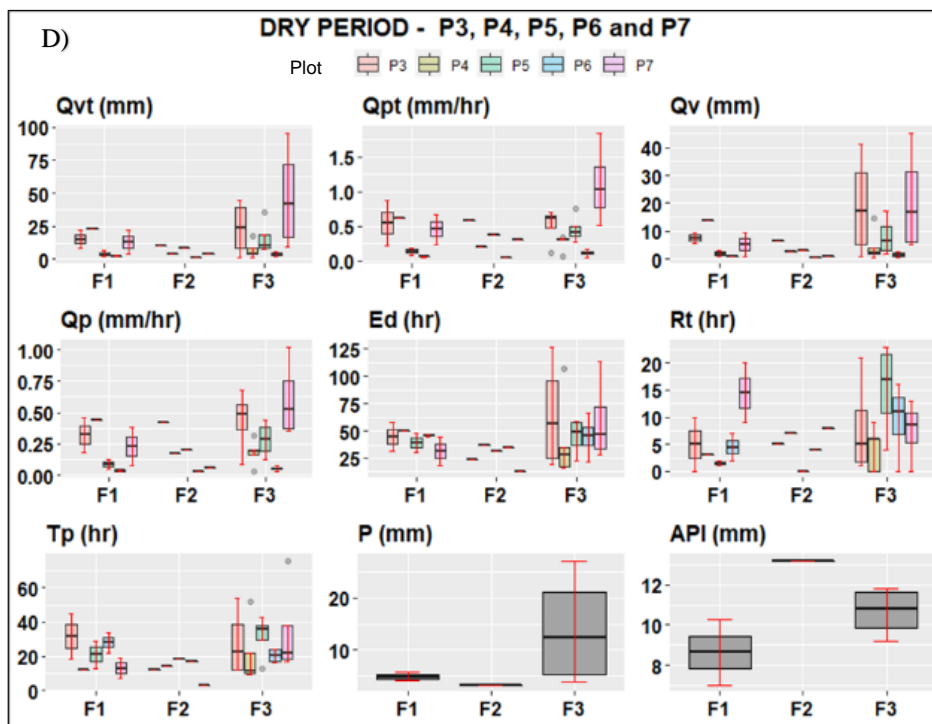 D)
DRY PERIOD - P3, P4, P5, P6 and P7
Plot P3 P4 P5 P6 P7
Qvt (mm) Qpt (mm/hr) Qv (mm)
100
75
50
25
0
F1 F2 F3
1.5
1.0
0.5
0.0
F1 F2 F3
40
30
20
10
0
F1 F2 F3
Qp (mm/hr) Ed (hr) Rt (hr)
1.00
0.75
0.50
0.25
0.00
F1 F2 F3
125
100
75
50
25
F1 F2 F3
20
15
10
5
0
F1 F2 F3
Tp (hr) P (mm) API (mm)
60
40
20
0
F1 F2 F3
20
10
F1 F2 F3
12
10
8
F1 F2 F3